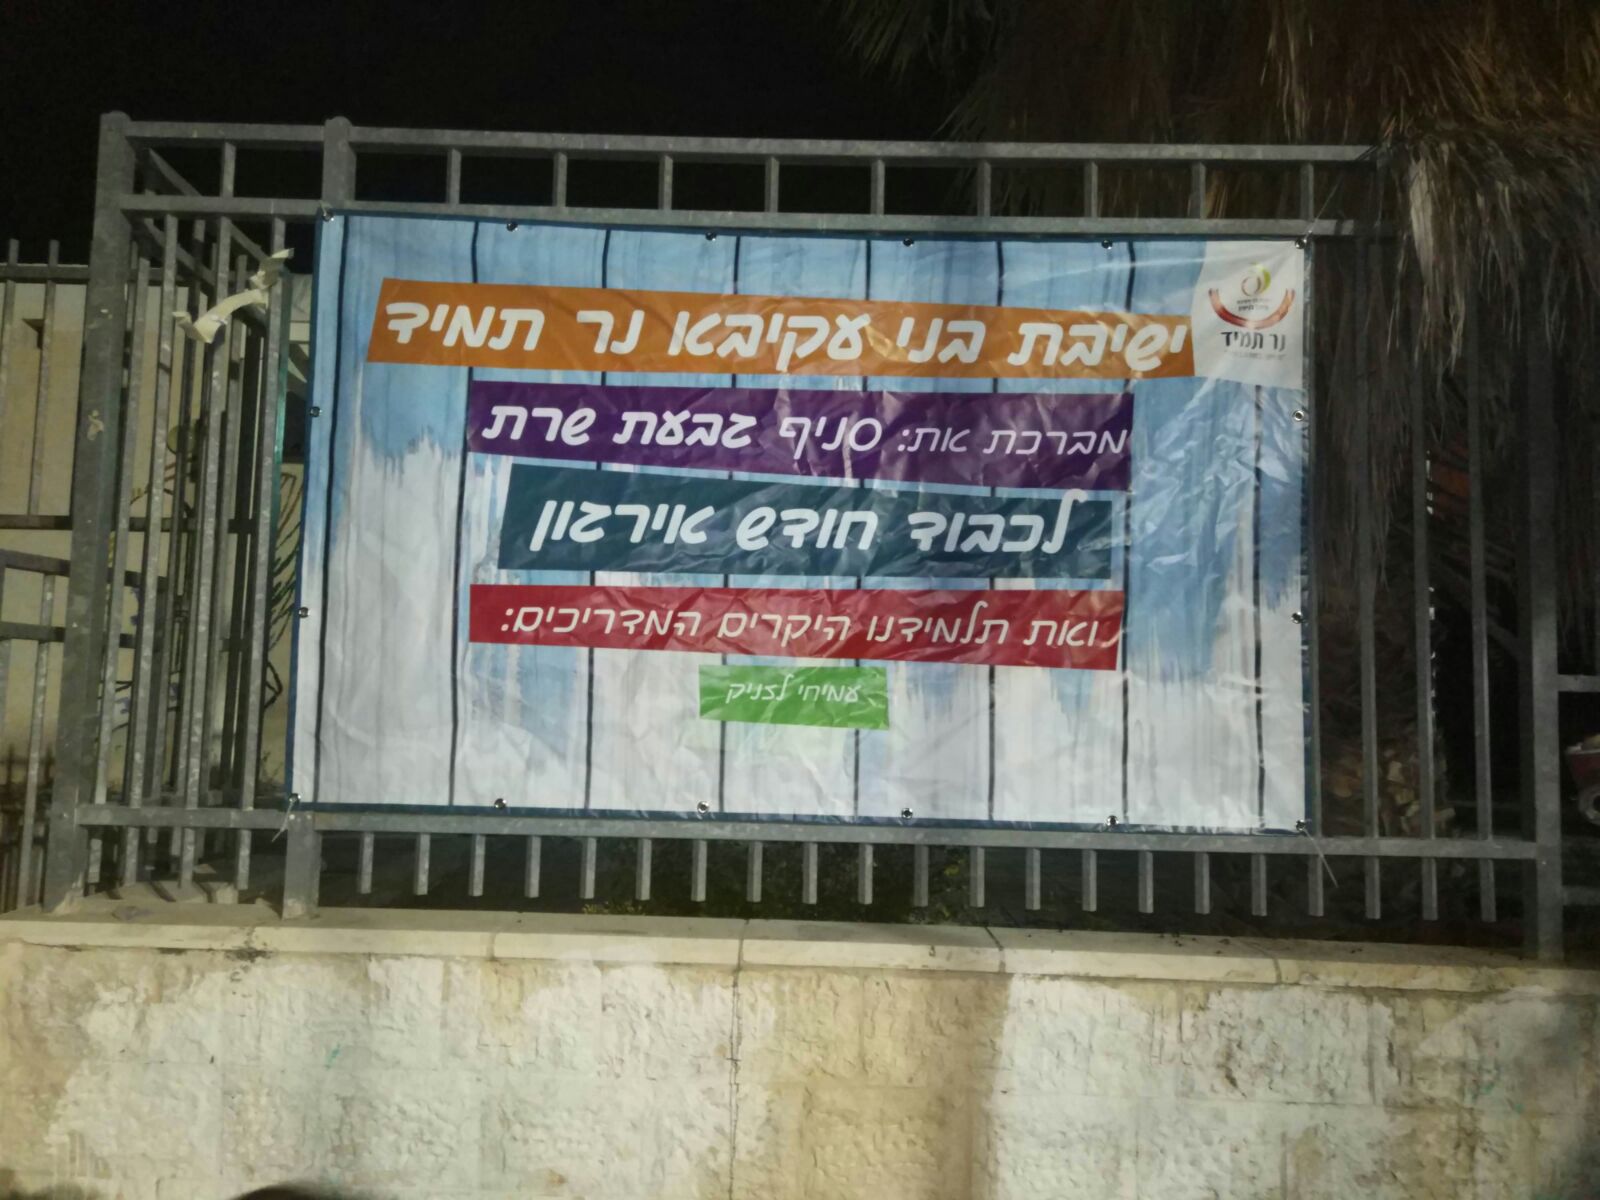 ישיבת בני עקיבא נר תמיד
נר תמיד
מברכת את: סניף גבעת שרת
לכבוד חודש אירגון
ואת תלמידנו היקרים המדריכים:
עמיחי לזניק